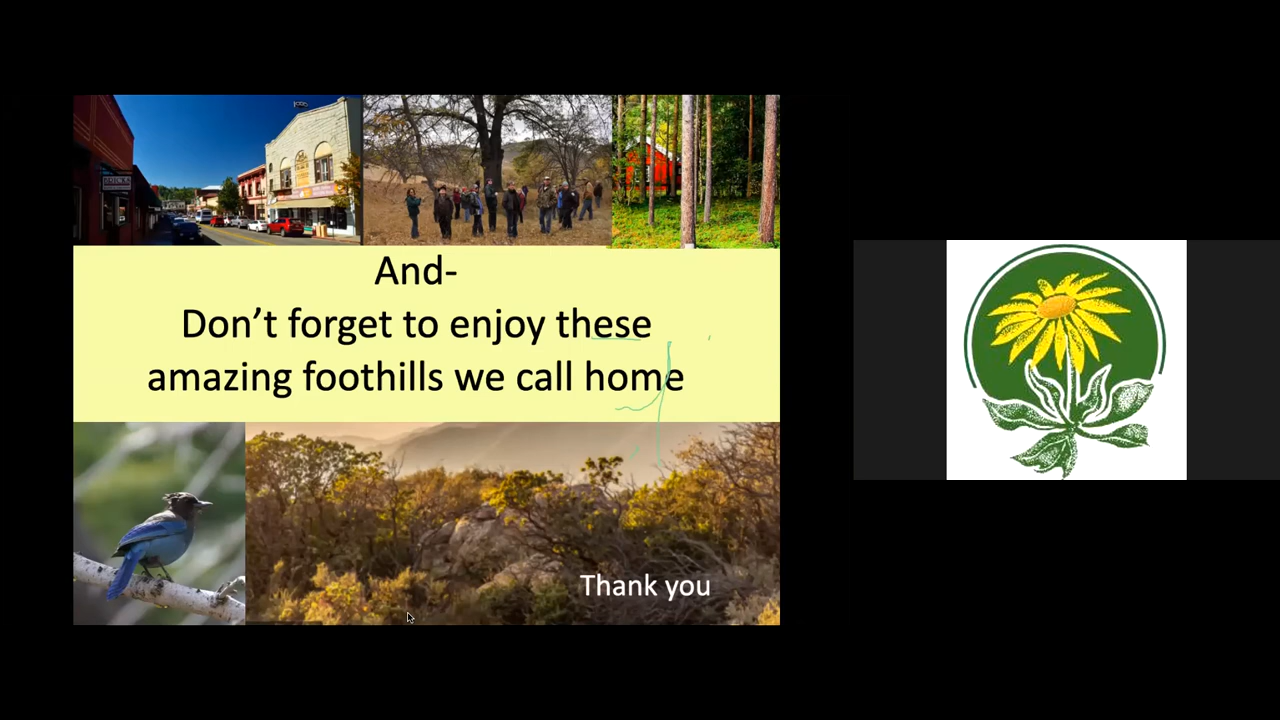 And-
Don't forget to enjoy these
amazing foothills we call home
Thank you